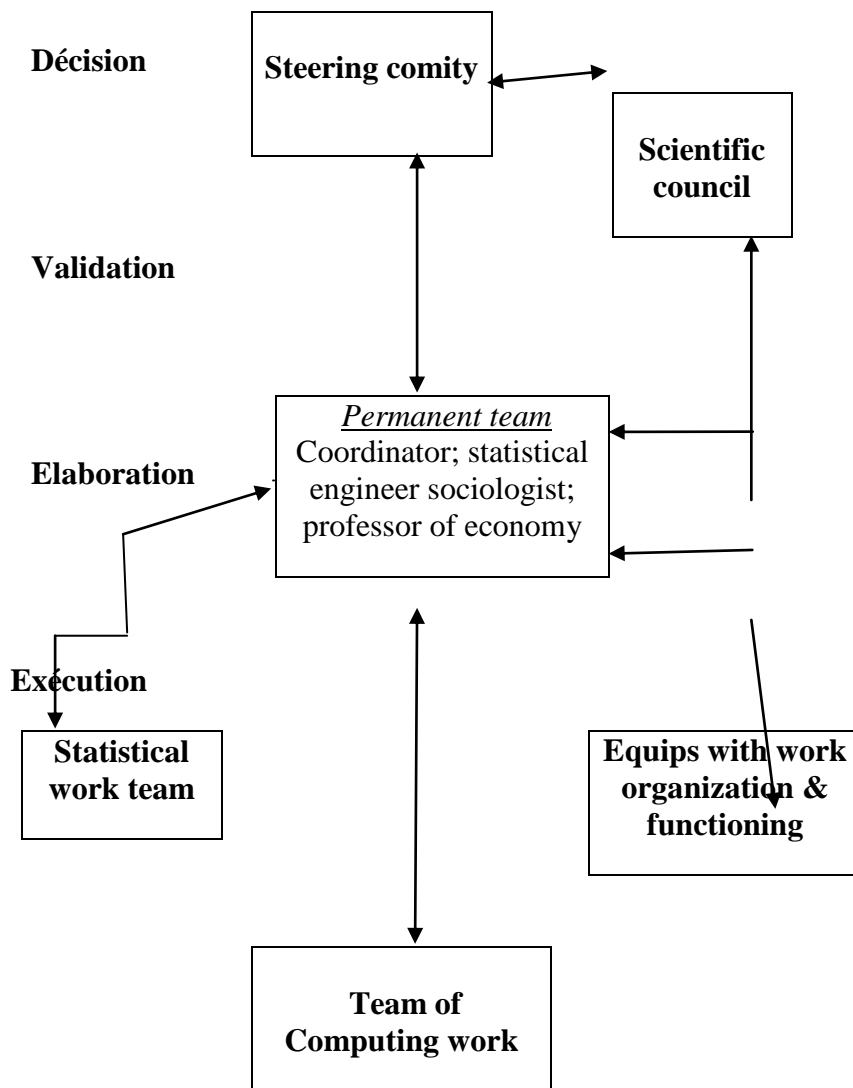 Décision
Steering comity
Scientific
council
Validation
Permanent team
Coordinator; statistical
engineer sociologist;
professor of economy
Elaboration
Exécution
Statistical
work team
Equips with work
organization &
functioning
Team of
Computing work